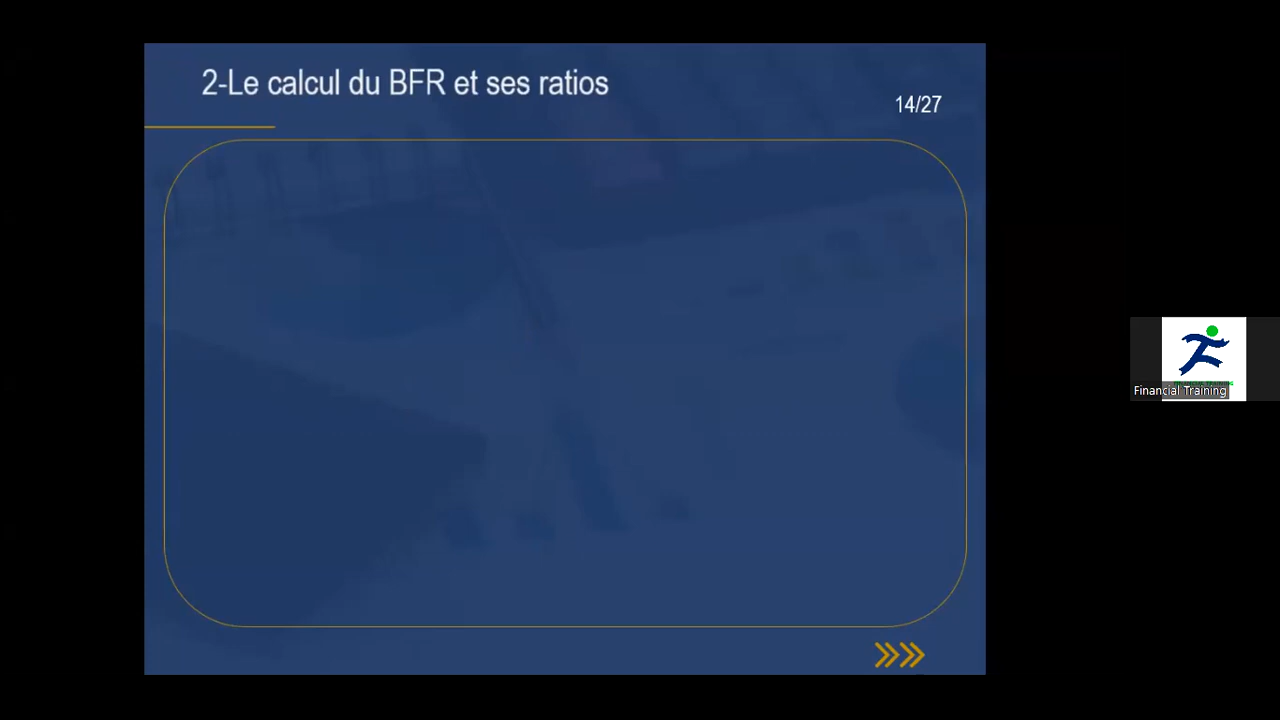 2-Le calcul du BFR et ses ratios
14/27
Financial Training